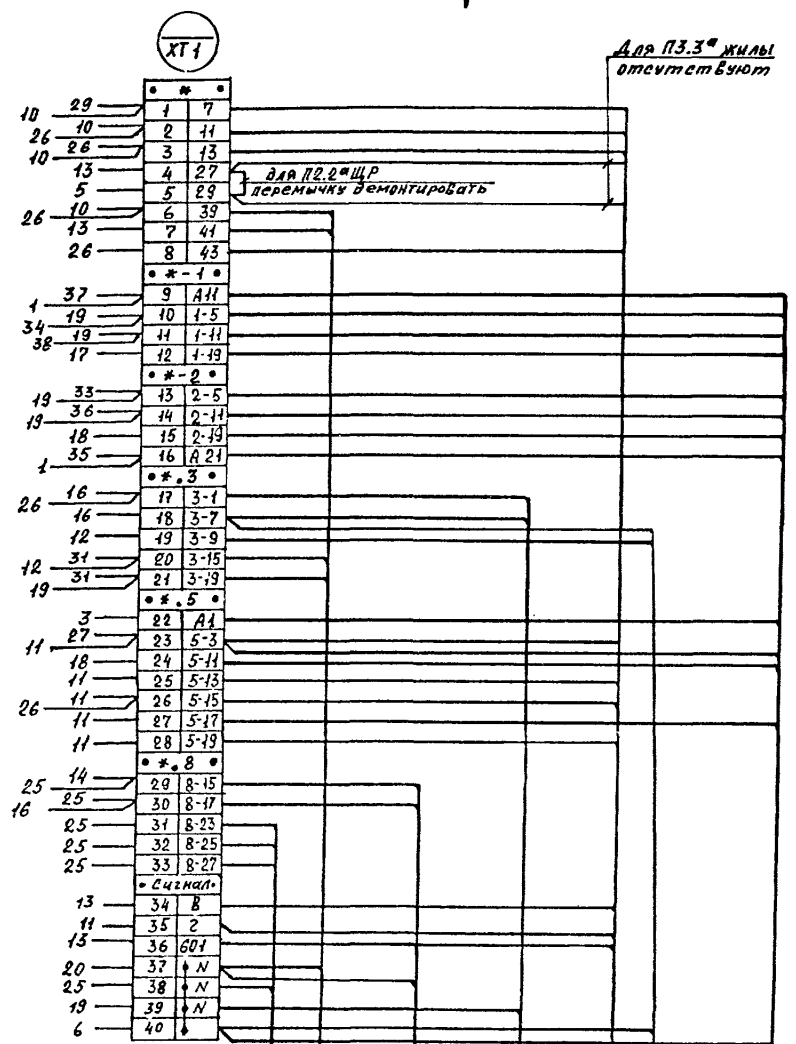 XT1
Для П3.3ª жилы
отсутствуют
• * •
10 29 1 7
26 10 2 11
10 26 3 13
13 4 27
для П2.2ª ЩР
5 5 29
перемычку демонтировать
26 10 6 39
13 7 41
26 8 43
• *-1 •
1 37 9 А11
34 19 10 1-5
38 19 11 1-11
17 12 1-19
• *-2 •
19 33 13 2-5
19 36 14 2-11
18 15 2-19
1 35 16 А21
• *.3 •
26 16 17 3-1
16 18 3-7
12 19 3-9
12 31 20 3-15
19 31 21 3-19
• *.5 •
3 22 А1
11 27 23 5-3
18 24 5-11
11 25 5-13
26 11 26 5-15
11 27 5-17
11 28 5-19
• *.8 •
25 14 29 8-15
16 25 30 8-17
25 31 8-23
25 32 8-25
25 33 8-27
• Сигнал •
13 34 В
11 35 2
13 36 601
20 37 N
25 38 N
19 39 N
6 40